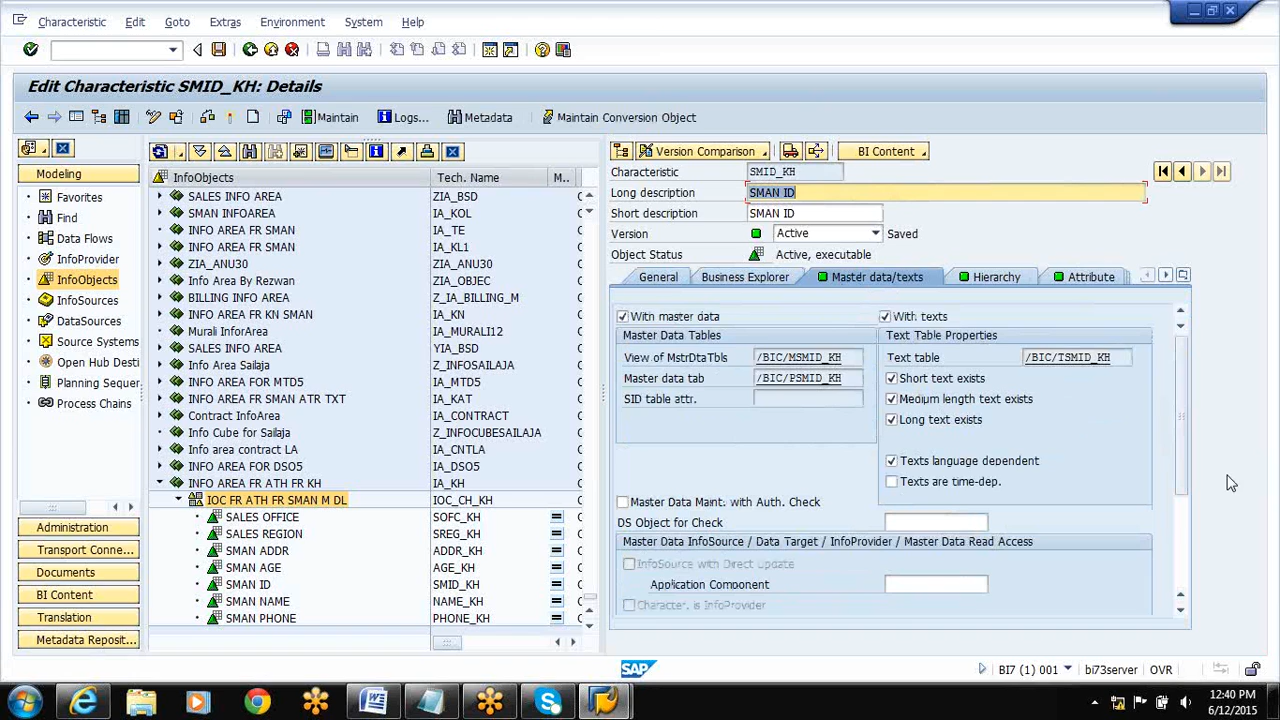 Characteristic Edit Goto Extras Environment System Help
Edit Characteristic SMID_KH: Details
Maintain Logs... Metadata Maintain Conversion Object
Modeling
Favorites
Find
Data Flows
InfoProvider
InfoObjects
InfoSources
DataSources
Source Systems
Open Hub Desti
Planning Sequer
Process Chains
Administration
Transport Conne...
Documents
BI Content
Translation
Metadata Reposit...
InfoObjects Tech. Name M..
SALES INFO AREA ZIA_BSD
SMAN INFOAREA IA_KOL
INFO AREA FR SMAN IA_TE
INFO AREA FR SMAN IA_KL1
ZIA_ANU30 ZIA_ANU30
Info Area By Rezwan ZIA_OBJEC
BILLING INFO AREA Z_IA_BILLING_M
INFO AREA FR KN SMAN IA_KN
Murali InforArea IA_MURALI12
SALES INFO AREA YIA_BSD
Info Area Sailaja Z_INFOSAILAJA
INFO AREA FOR MTD5 IA_MTD5
INFO AREA FR SMAN ATR TXT IA_KAT
Contract InfoArea IA_CONTRACT
Info Cube for Sailaja Z_INFOCUBESAILAJA
Info area contract LA IA_CNTLA
INFO AREA FOR DSO5 IA_DSO5
INFO AREA FR ATH FR KH IA_KH
IOC FR ATH FR SMAN M DL IOC_CH_KH
SALES OFFICE SOFC_KH
SALES REGION SREG_KH
SMAN ADDR ADDR_KH
SMAN AGE AGE_KH
SMAN ID SMID_KH
SMAN NAME NAME_KH
SMAN PHONE PHONE_KH
Version Comparison BI Content
Characteristic SMID_KH
Long description SMAN ID
Short description SMAN ID
Version Active Saved
Object Status Active, executable
General Business Explorer Master data/texts Hierarchy Attribute
With master data With texts
Master Data Tables Text Table Properties
View of MstrDtaTbls /BIC/MSMID_KH Text table /BIC/TSMID_KH
Master data tab /BIC/PSMID_KH Short text exists
SID table attr. Medium length text exists
Long text exists
Texts language dependent
Texts are time-dep.
Master Data Maint. with Auth. Check
DS Object for Check
Master Data InfoSource / Data Target / InfoProvider / Master Data Read Access
InfoSource with Direct Update
Application Component
Character. is InfoProvider
SAP BI7 (1) 001 bi73server OVR
12:40 PM
6/12/2015